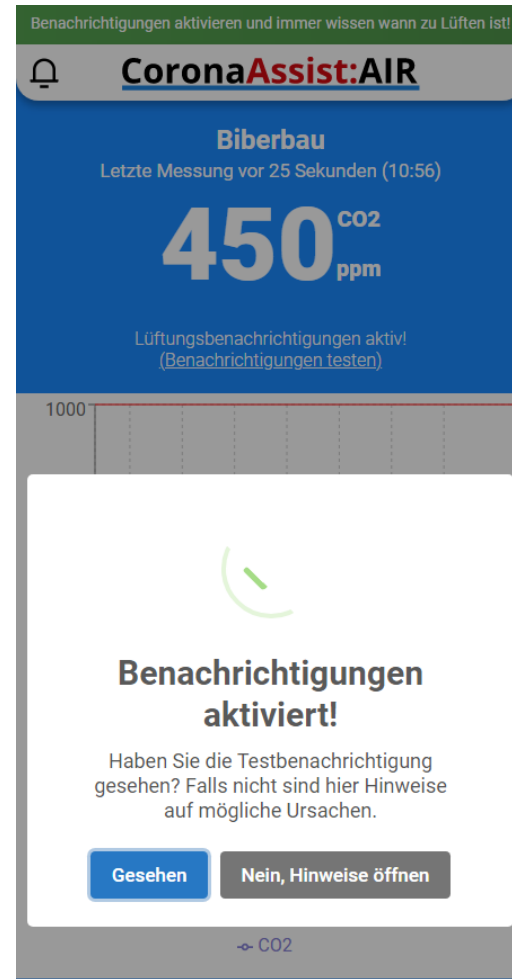 Benachrichtigungen aktivieren und immer wissen wann zu Lüften ist!
CoronaAssist:AIR
Biberbau
Letzte Messung vor 25 Sekunden (10:56)
450 CO2 ppm
Lüftungsbenachrichtigungen aktiv!
(Benachrichtigungen testen)
1000
Benachrichtigungen
aktiviert!
Haben Sie die Testbenachrichtigung
gesehen? Falls nicht sind hier Hinweise
auf mögliche Ursachen.
Gesehen Nein, Hinweise öffnen
CO2